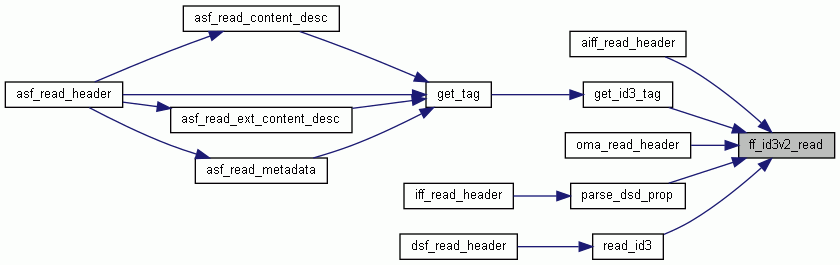 asf_read_content_desc
aiff_read_header
asf_read_header
get_tag
get_id3_tag
asf_read_ext_content_desc
oma_read_header
ff_id3v2_read
asf_read_metadata
iff_read_header
parse_dsd_prop
dsf_read_header
read_id3